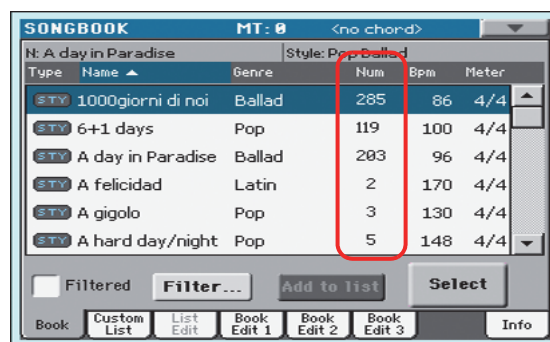 SONGBOOK MT: 0 <no chord>
N: A day in Paradise Style: Pop Ballad
Type Name Genre Num Bpm Meter
STY 1000giorni di noi Ballad 285 86 4/4
STY 6+1 days Pop 119 100 4/4
STY A day in Paradise Ballad 203 96 4/4
STY A felicidad Latin 2 170 4/4
STY A gigolo Pop 3 130 4/4
STY A hard day/night Pop 5 148 4/4
Filtered Filter... Add to list Select
Book Custom List List Edit Book Edit 1 Book Edit 2 Book Edit 3 Info